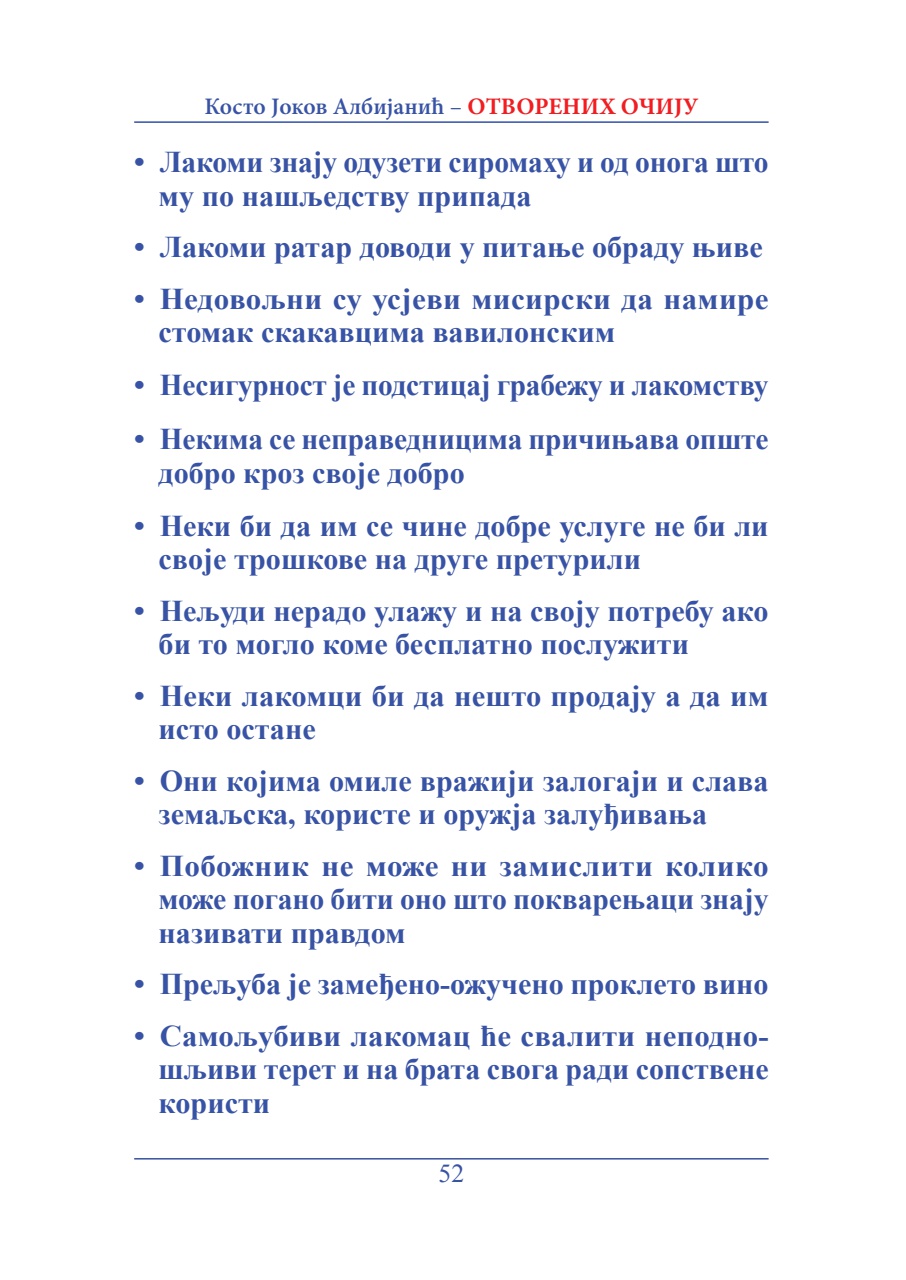 Косто Јоков Албијанић – ОТВОРЕНИХ ОЧИЈУ
• Лакоми знају одузети сиромаху и од онога што
му по нашљедству припада
• Лакоми ратар доводи у питање обраду њиве
• Недовољни су усјеви мисирски да намире
стомак скакавцима вавилонским
• Несигурност је подстицај грабежу и лакомству
• Некима се неправедницима причињава опште
добро кроз своје добро
• Неки би да им се чине добре услуге не би ли
своје трошкове на друге претурили
• Нељуди нерадо улажу и на своју потребу ако
би то могло коме бесплатно послужити
• Неки лакомци би да нешто продају а да им
исто остане
• Они којима омиле вражији залогаји и слава
земаљска, користе и оружја залуђивања
• Побожник не може ни замислити колико
може погано бити оно што покварењаци знају
називати правдом
• Прељуба је замеђено-ожучено проклето вино
• Самољубиви лакомац ће свалити неподно-
шљиви терет и на брата свога ради сопствене
користи
52